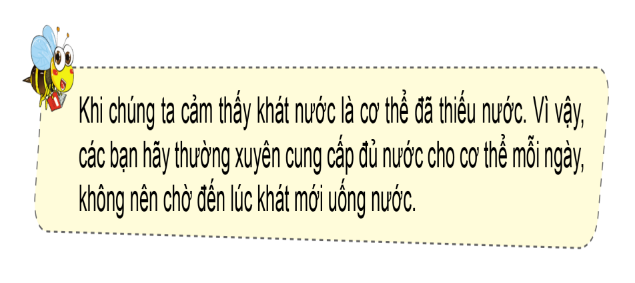 Khi chúng ta cảm thấy khát nước là cơ thể đã thiếu nước. Vì vậy,
các bạn hãy thường xuyên cung cấp đủ nước cho cơ thể mỗi ngày,
không nên chờ đến lúc khát mới uống nước.